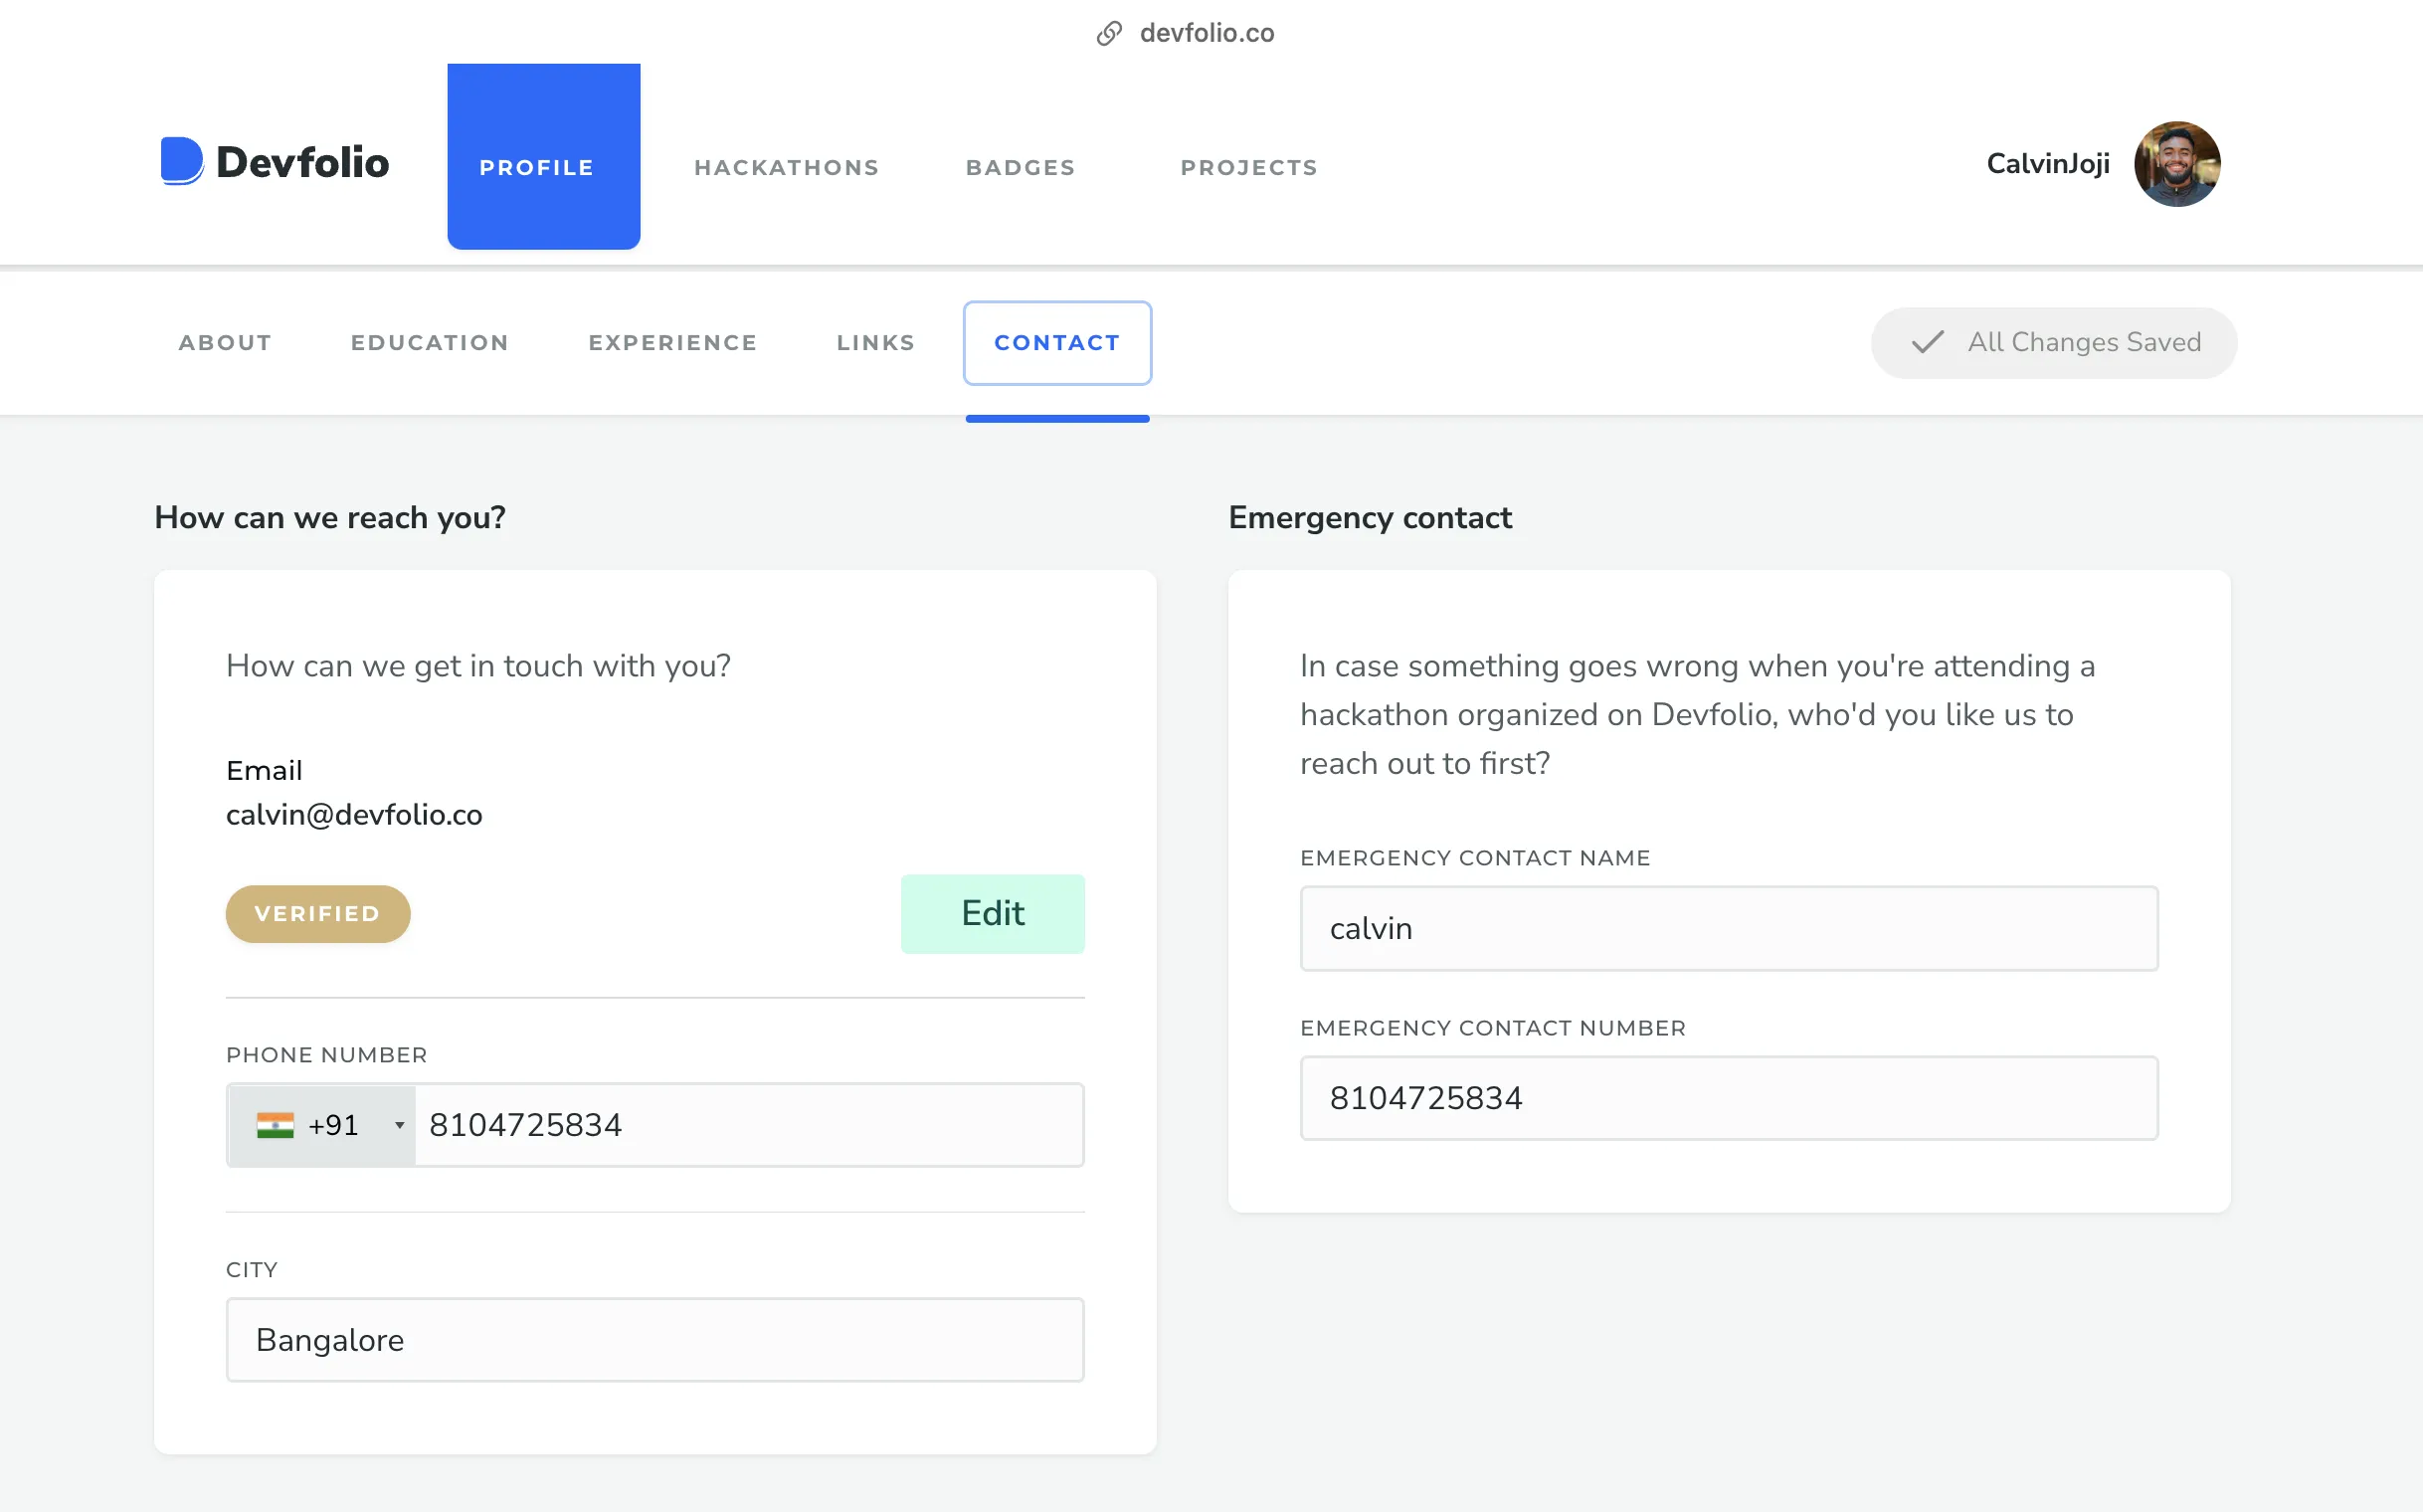 devfolio.co
Devfolio
PROFILE
HACKATHONS
BADGES
PROJECTS
CalvinJoji
ABOUT
EDUCATION
EXPERIENCE
LINKS
CONTACT
All Changes Saved
How can we reach you?
How can we get in touch with you?
Email
calvin@devfolio.co
VERIFIED
Edit
PHONE NUMBER
+91
8104725834
CITY
Bangalore
Emergency contact
In case something goes wrong when you're attending a
hackathon organized on Devfolio, who'd you like us to
reach out to first?
EMERGENCY CONTACT NAME
calvin
EMERGENCY CONTACT NUMBER
8104725834